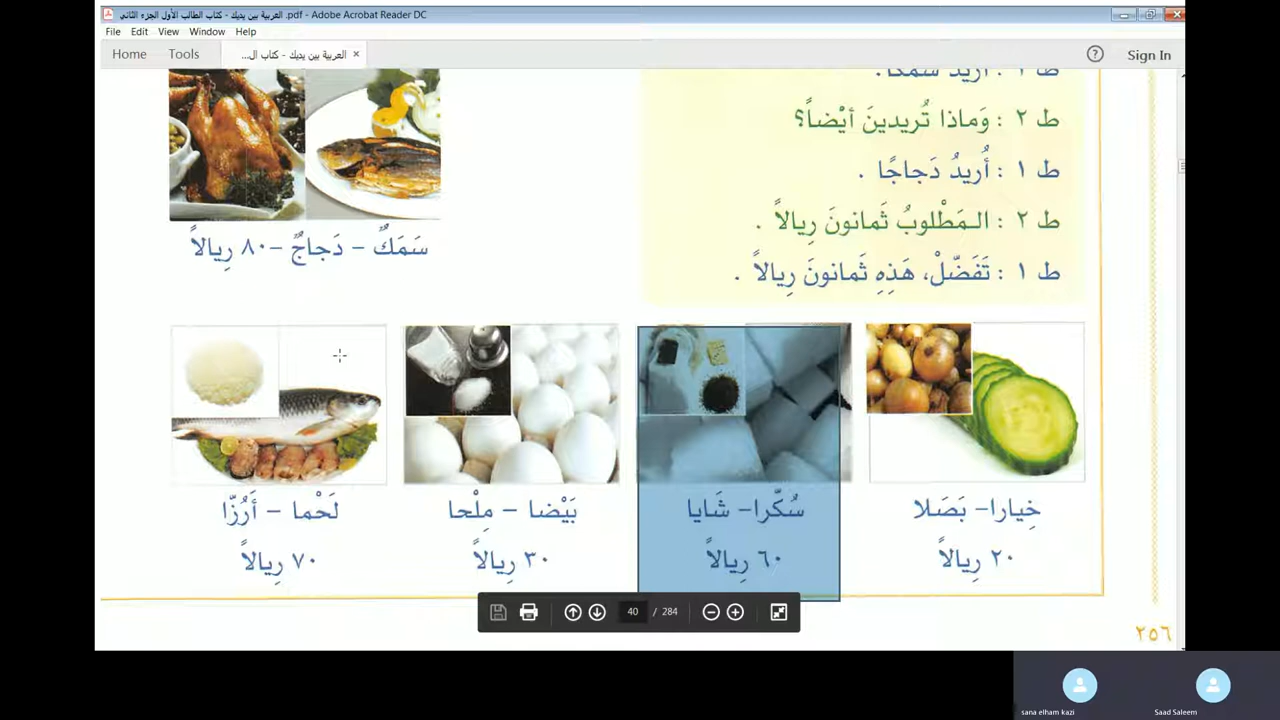 العربية بين يديك - كتاب الطالب الأول الجزء الثاني .pdf - Adobe Acrobat Reader DC
File Edit View Window Help
Home Tools العربية بين يديك - كتاب ال... × ? Sign In
ط ١ : أُريدُ سَمَكًا.
ط ٢ : وَماذا تُريدينَ أيْضاً؟
ط ١ : أُريدُ دَجاجًا .
ط ٢ : الـمَطْلوبُ ثَمانونَ رِيالاً .
ط ١ : تَفَضّلْ، هَذِهِ ثَمانونَ رِيالاً .
سَمَكٌ – دَجاجٌ –٨٠ رِيالاً
خِيارا– بَصَلا
٢٠ رِيالاً
سُكّرا– شَايا
٦٠ رِيالاً
بَيْضا – مِلْحا
٣٠ رِيالاً
لَحْما – أَرُزّا
٧٠ رِيالاً
40 / 284
٢٥٦
sana elham kazi
Saad Saleem